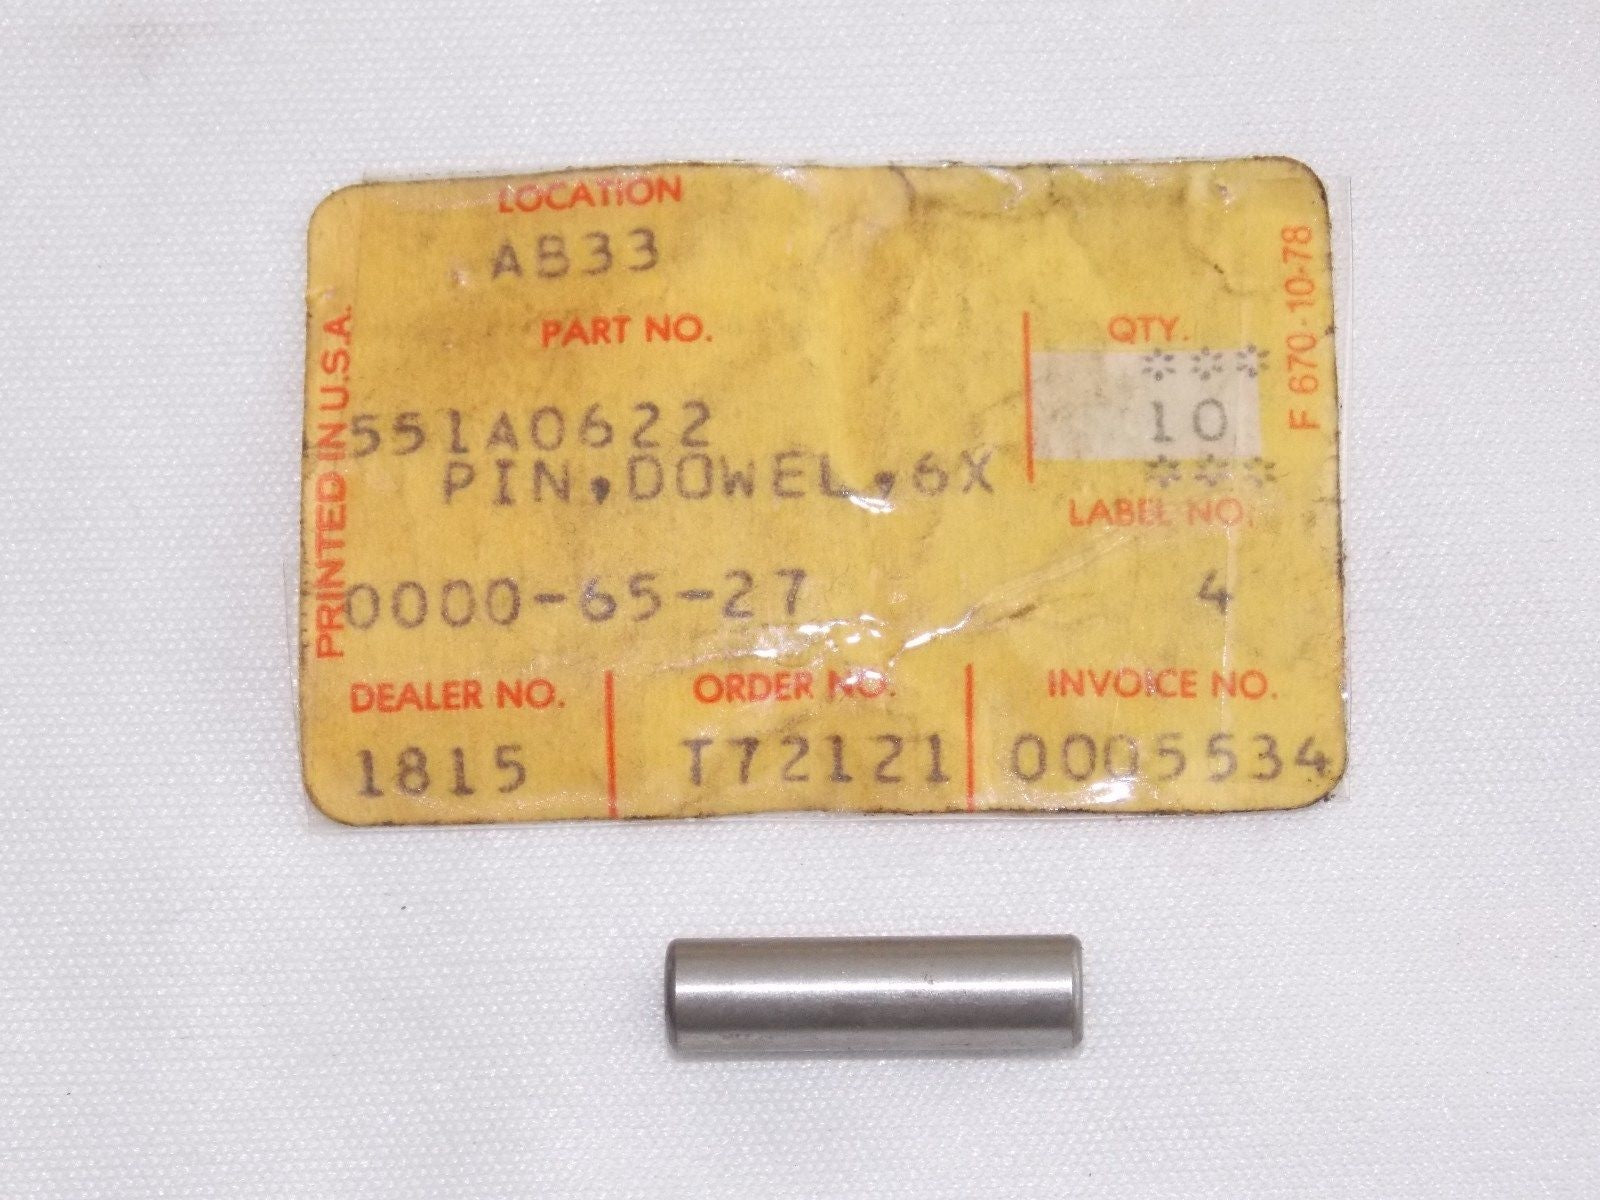 LOCATION
AB33
PART NO.
QTY.
***
551A0622
10
PIN,DOWEL,6X
***
LABEL NO.
0000-65-27
4
DEALER NO.
ORDER NO.
INVOICE NO.
1815
T72121
0005534
PRINTED IN U.S.A.
F 670-10-78